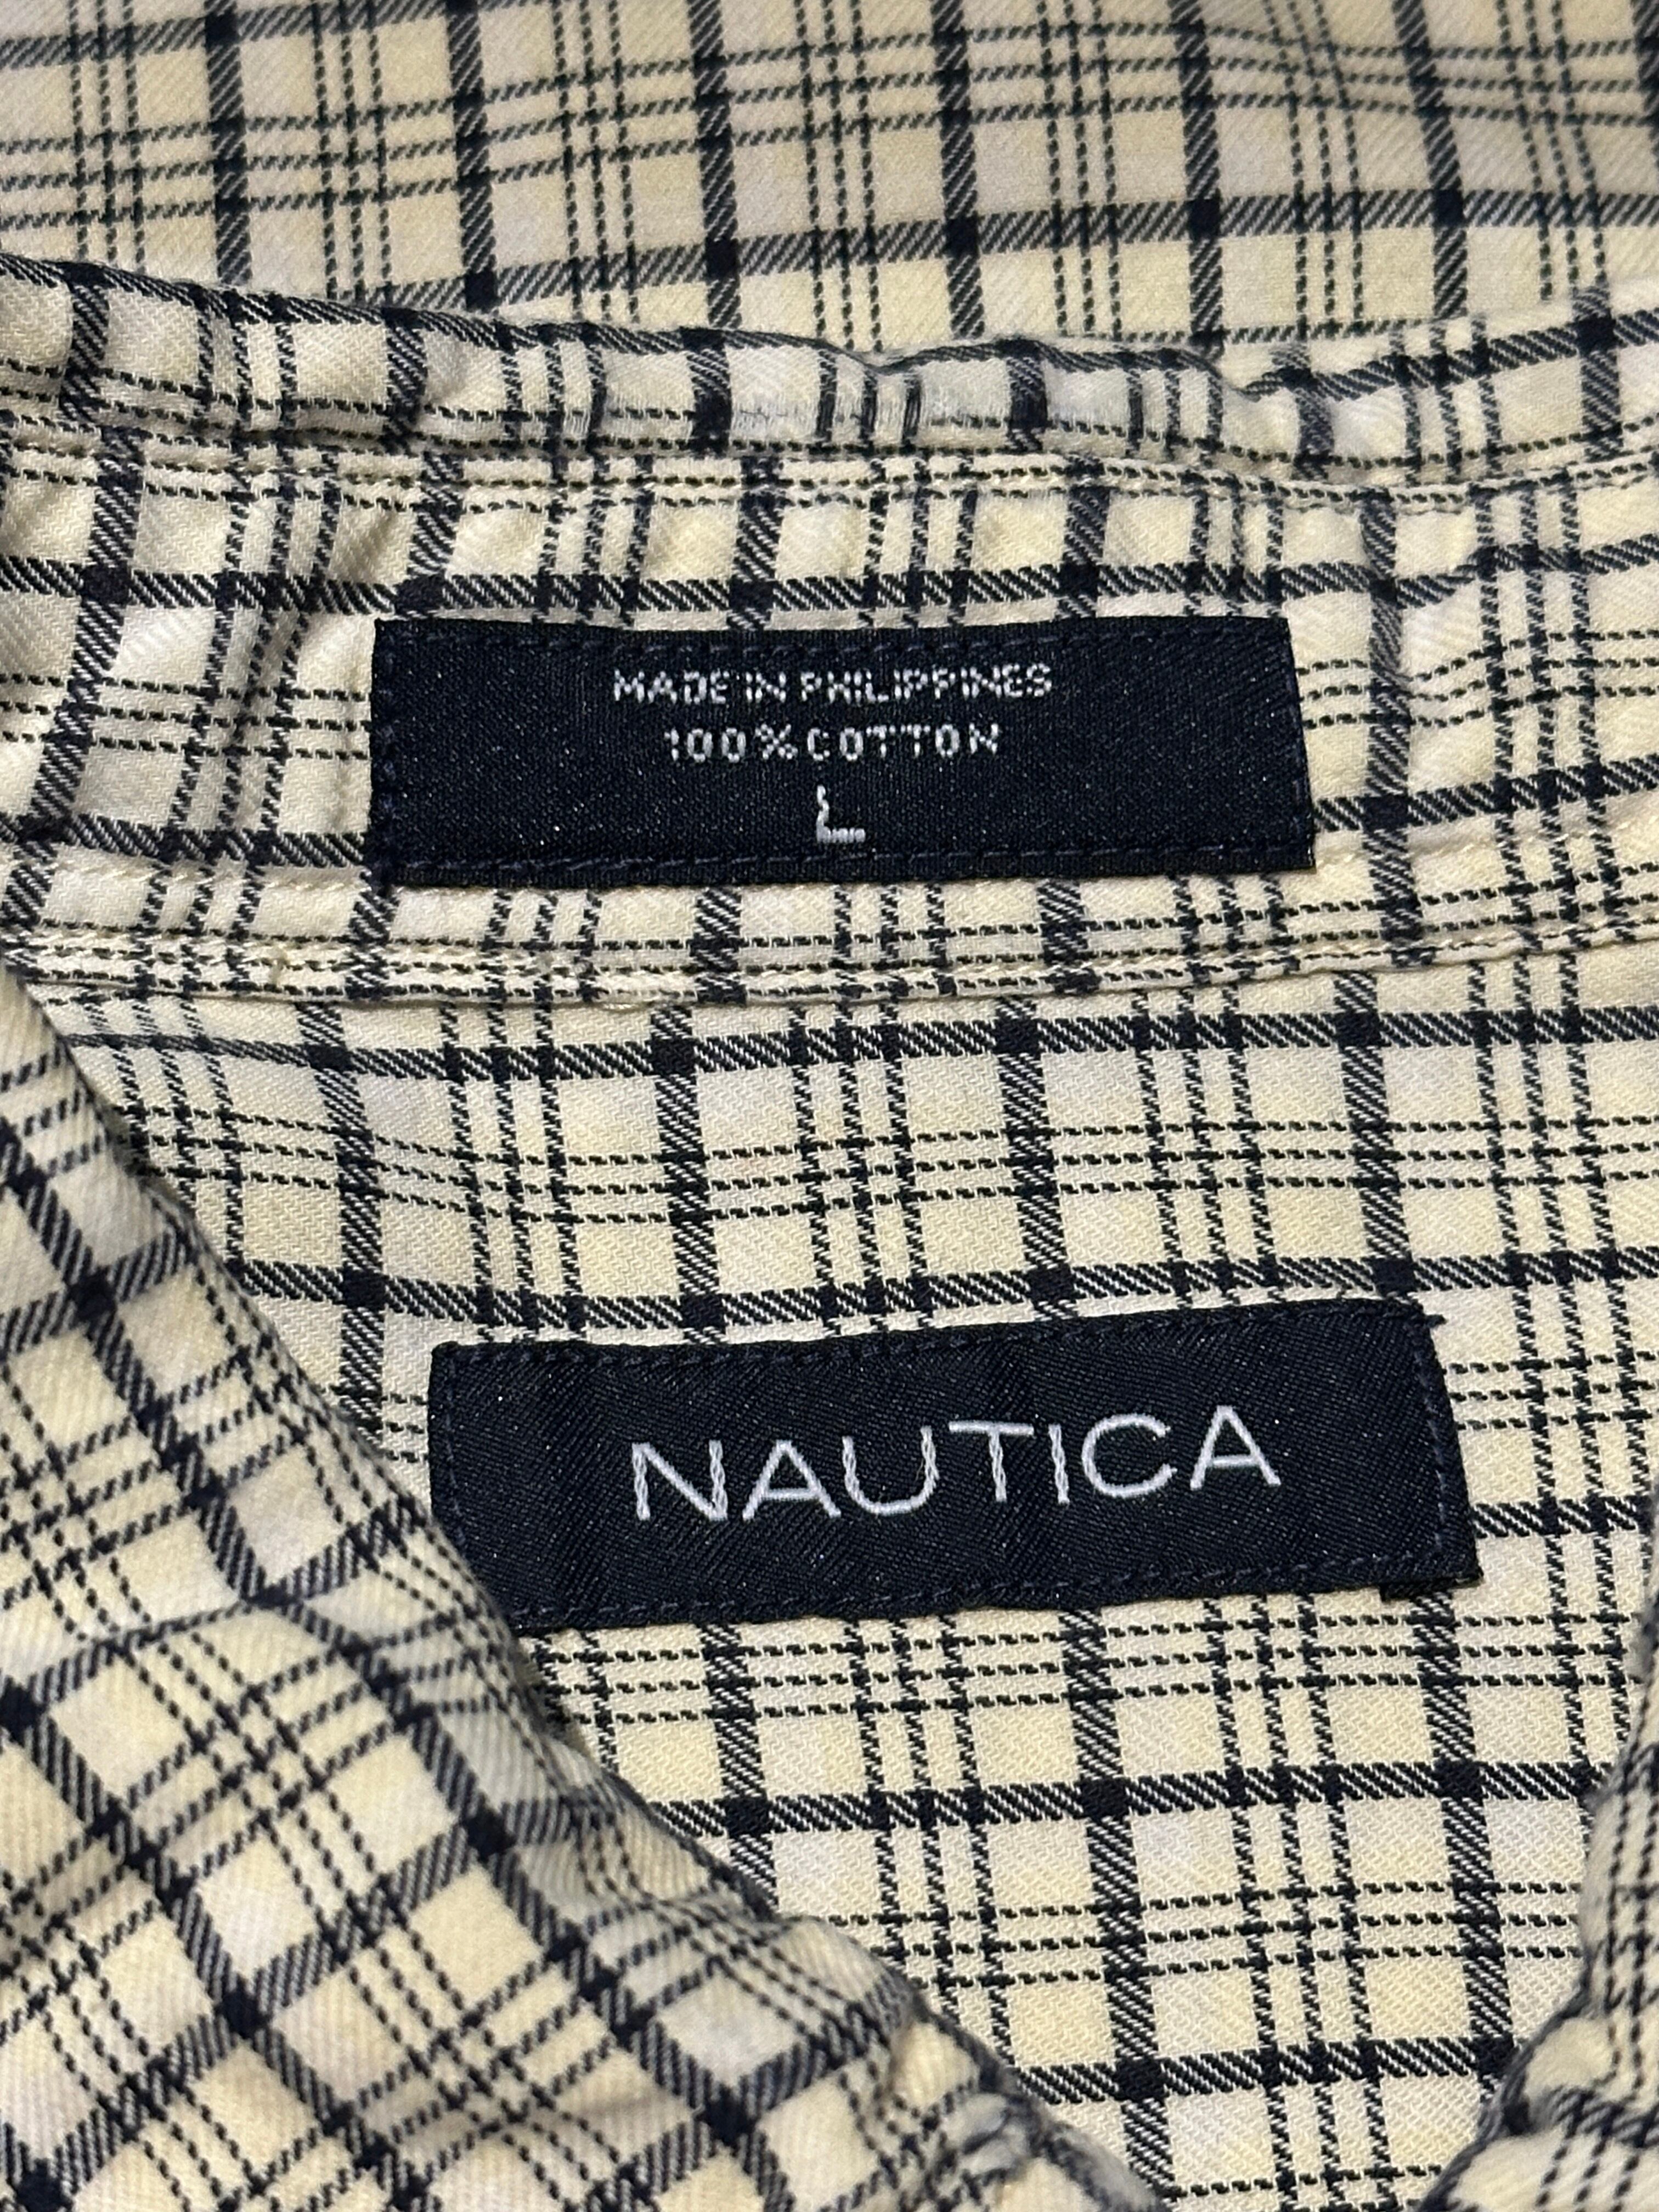 MADE IN PHILIPPINES
100% COTTON
L
NAUTICA